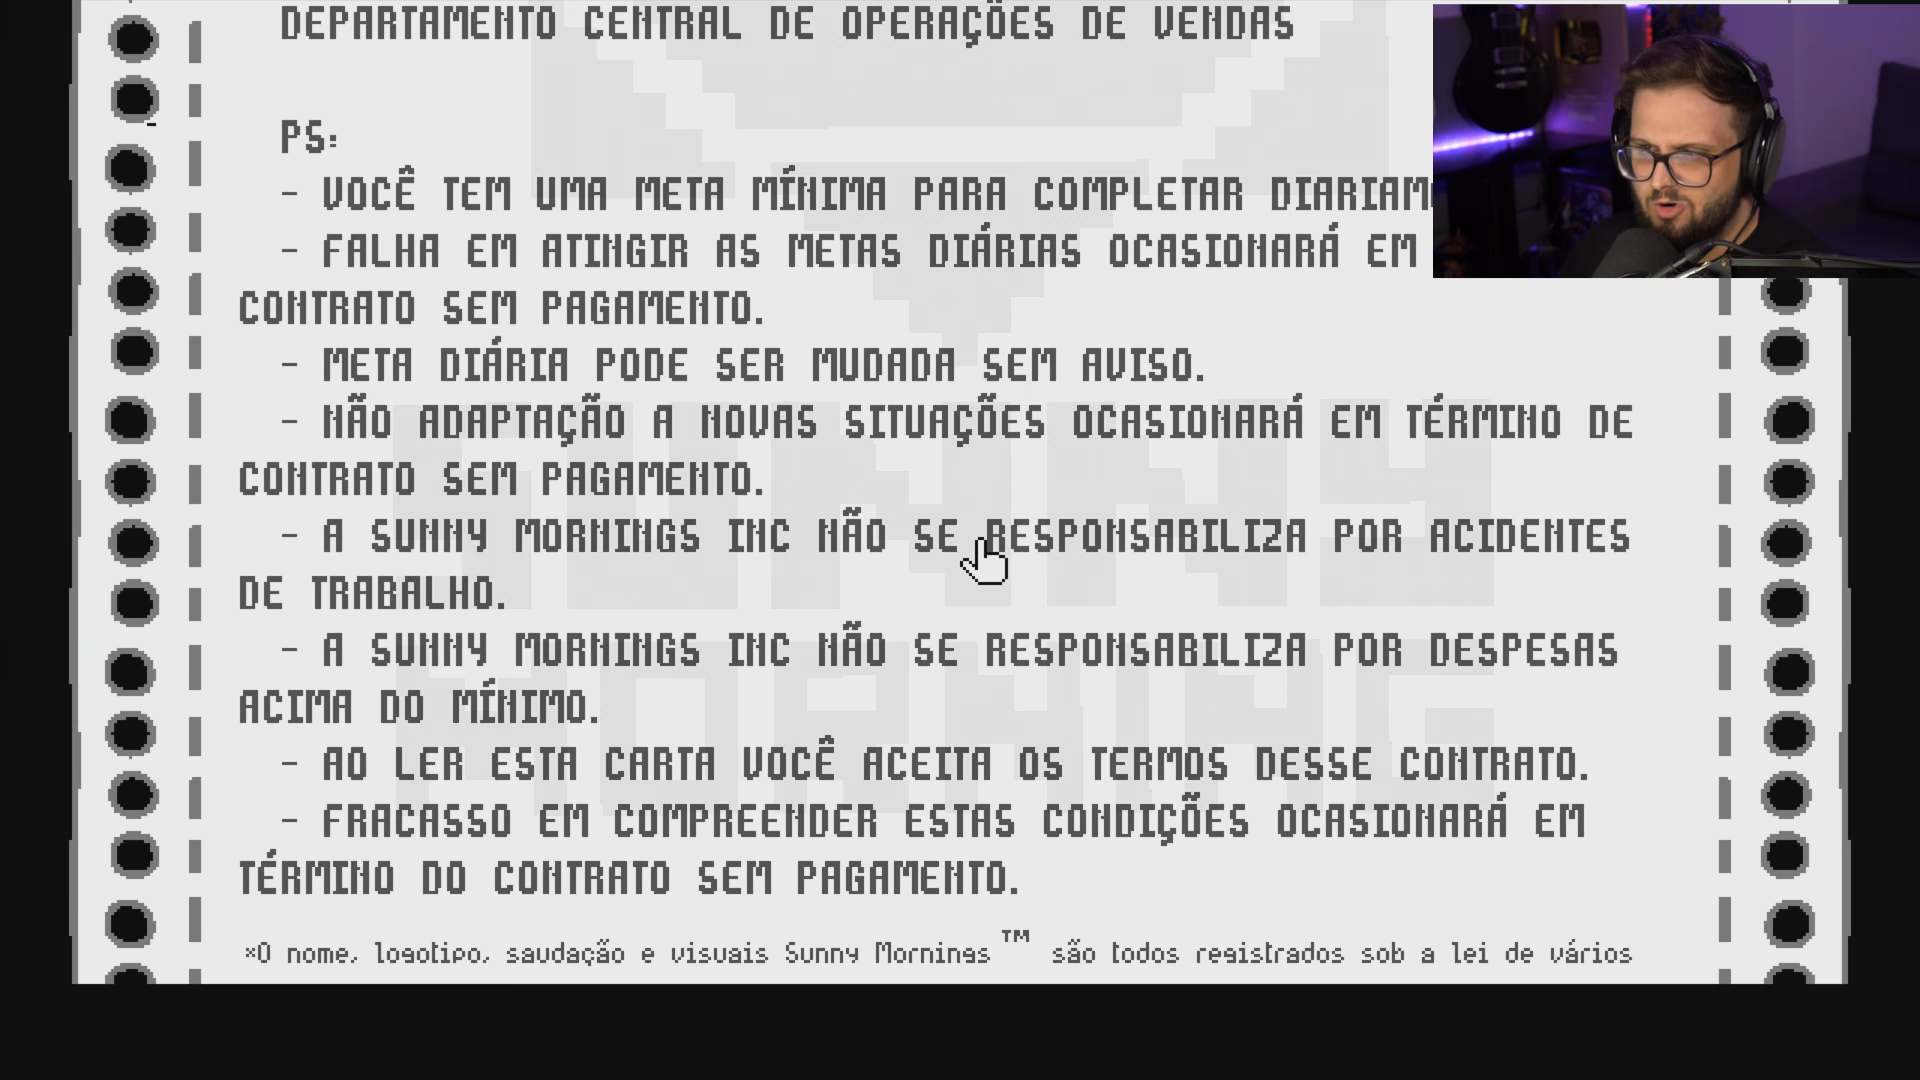 DEPARTAMENTO CENTRAL DE OPERAÇÕES DE VENDAS
PS:
- VOCÊ TEM UMA META MÍNIMA PARA COMPLETAR
- FALHA EM ATINGIR AS METAS DIÁRIAS OCASIONARÁ EM
CONTRATO SEM PAGAMENTO.
- META DIÁRIA PODE SER MUDADA SEM AVISO.
- NÃO ADAPTAÇÃO A NOVAS SITUAÇÕES OCASIONARÁ EM TÉRMINO DE
CONTRATO SEM PAGAMENTO.
- A SUNNY MORNINGS INC NÃO SE RESPONSABILIZA POR ACIDENTES
DE TRABALHO.
- A SUNNY MORNINGS INC NÃO SE RESPONSABILIZA POR DESPESAS
ACIMA DO MÍNIMO.
- AO LER ESTA CARTA VOCÊ ACEITA OS TERMOS DESSE CONTRATO.
- FRACASSO EM COMPREENDER ESTAS CONDIÇÕES OCASIONARÁ EM
TÉRMINO DO CONTRATO SEM PAGAMENTO.
*O nome, logotipo, saudação e visuais Sunny Mornings™ são todos registrados sob a lei de vários
SUNNY
MORNING